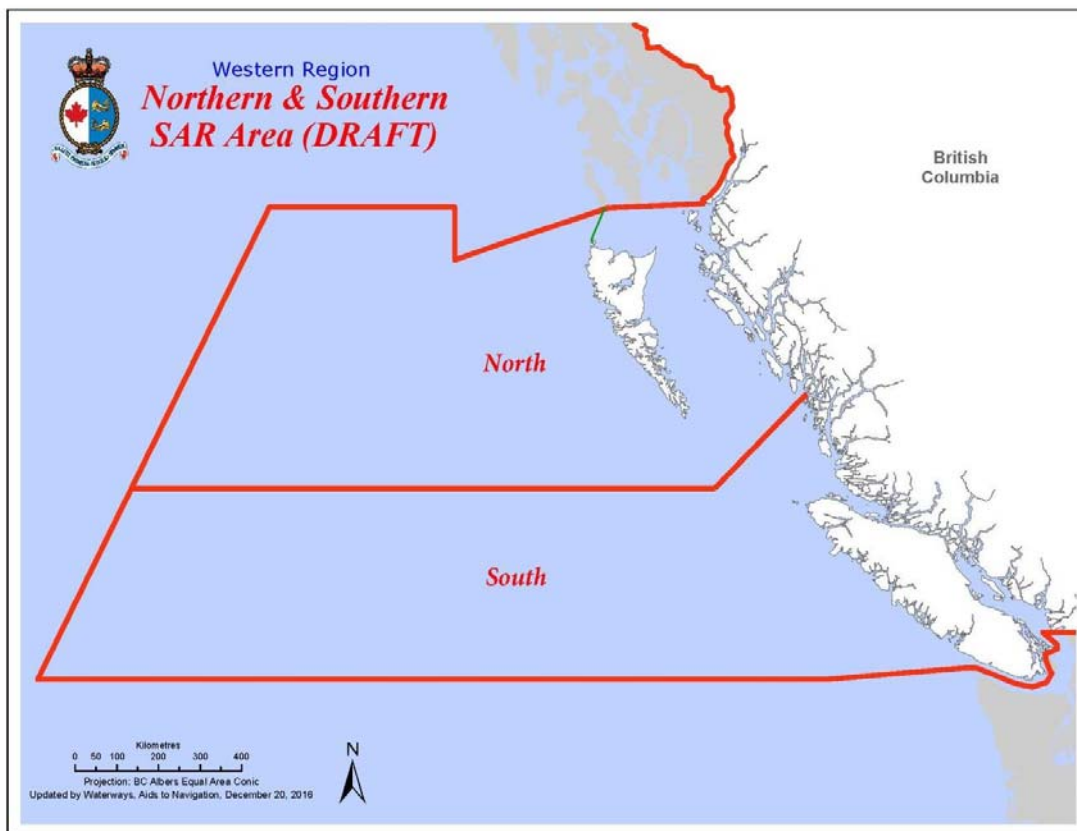 Western Region
Northern & Southern
SAR Area (DRAFT)
British
Columbia
North
South
Kilometres
0 50 100 200 300 400
Projection: BC Albers Equal Area Conic
Updated by Waterways, Aids to Navigation, December 20, 2016
N